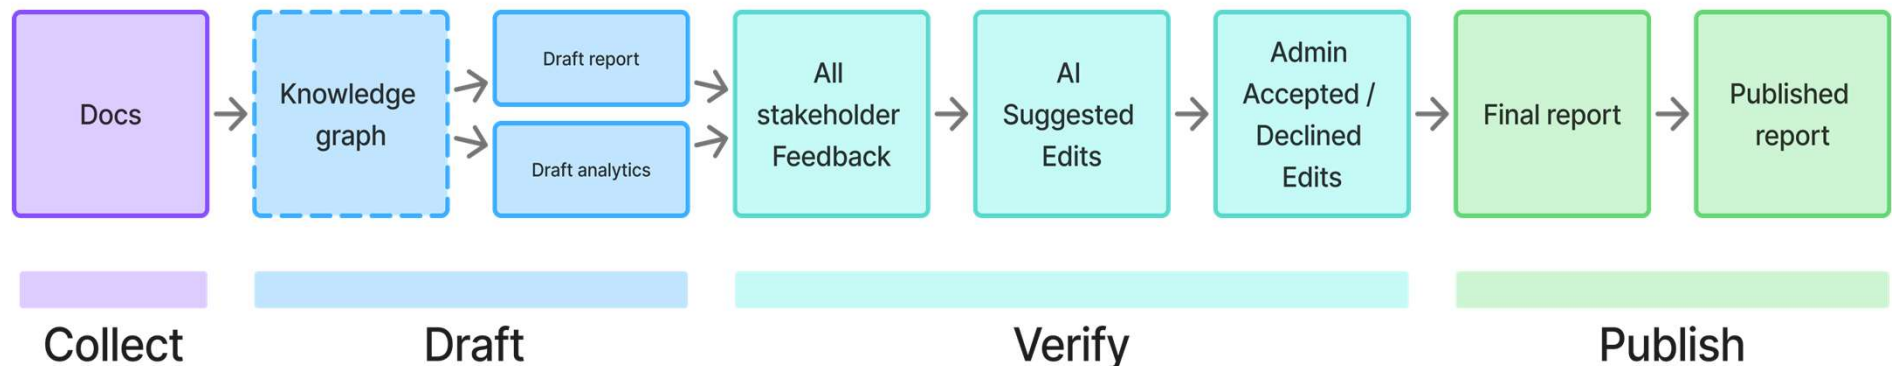 Docs
Knowledge
graph
Draft report
Draft analytics
All
stakeholder
Feedback
AI
Suggested
Edits
Admin
Accepted /
Declined
Edits
Final report
Published
report
Collect
Draft
Verify
Publish